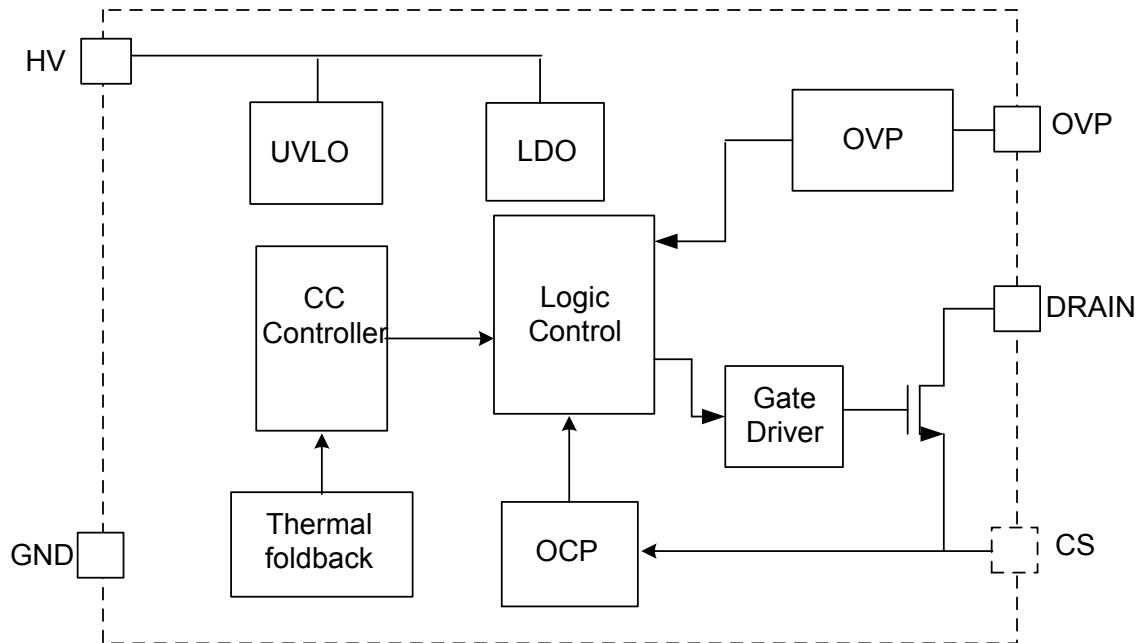 HV
UVLO
LDO
OVP
OVP
CC
Controller
Logic
Control
DRAIN
Gate
Driver
Thermal
foldback
OCP
GND
CS